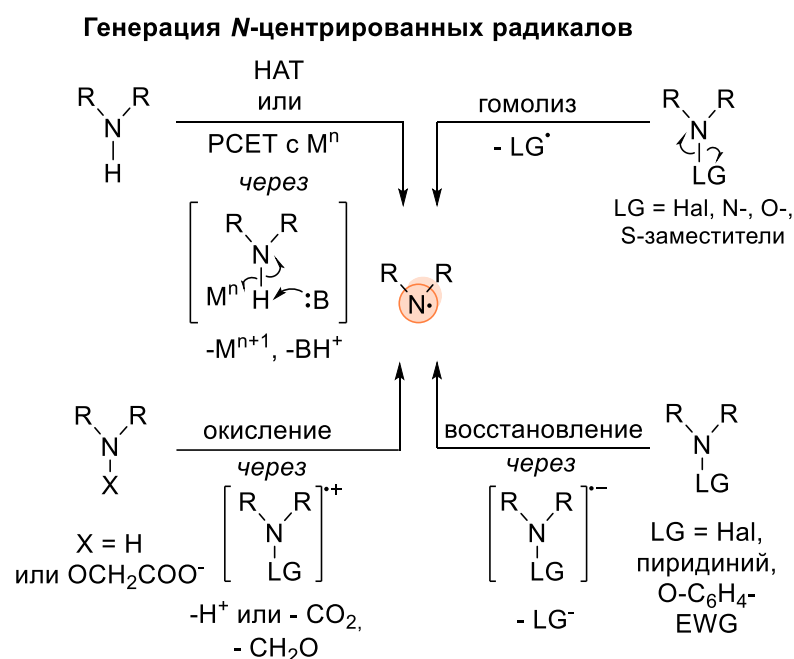 Генерация N-центрированных радикалов
R R
N
H
HAT
или
PCET с Mⁿ
через
R R
N
Mⁿ H :B
-Mⁿ⁺¹, -BH⁺
гомолиз
- LG•
R R
N
LG
LG = Hal, N-, O-,
S-заместители
R R
N•
R R
N
X
X = H
или OCH₂COO⁻
окисление
через
•+
R R
N
LG
-H⁺ или - CO₂,
- CH₂O
восстановление
через
•−
R R
N
LG
- LG⁻
R R
N
LG
LG = Hal,
пиридиний,
O-C₆H₄-
EWG